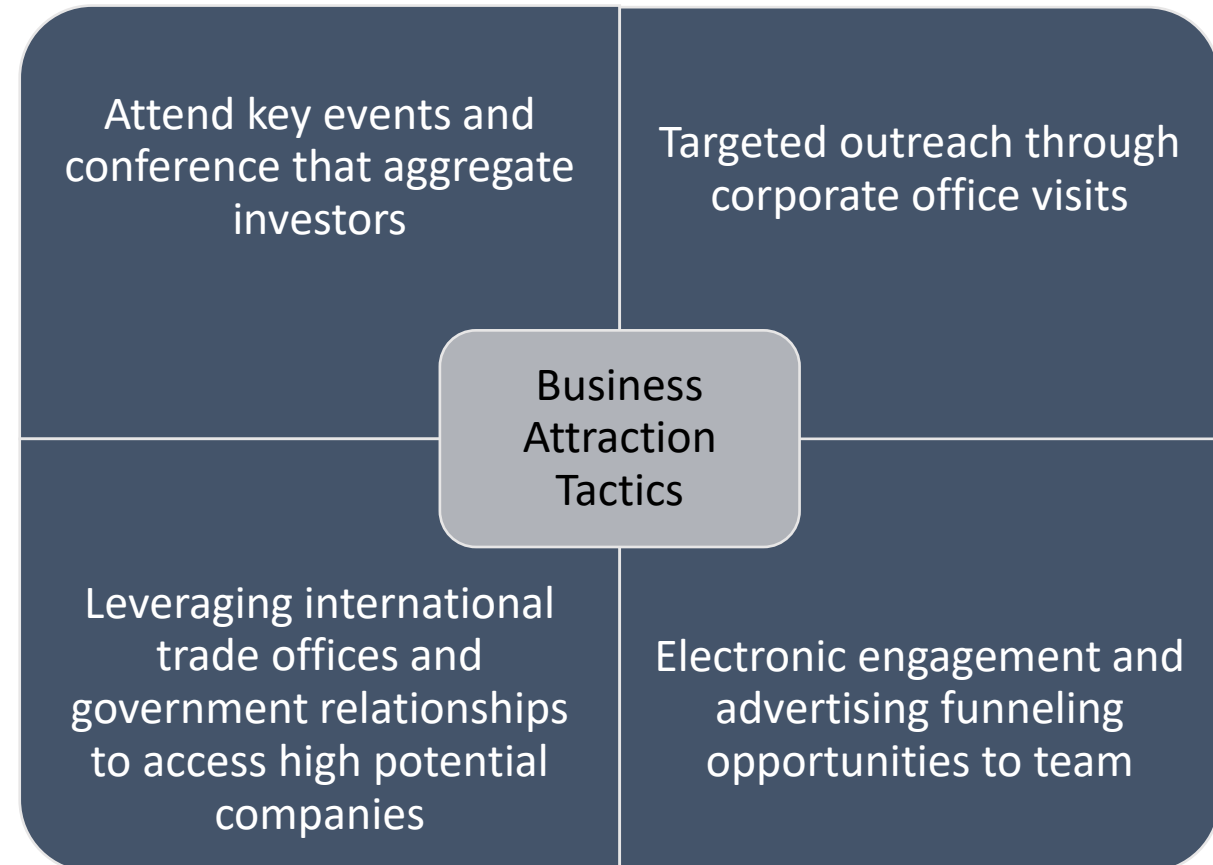 Attend key events and
conference that aggregate
investors
Targeted outreach through
corporate office visits
Business
Attraction
Tactics
Leveraging international
trade offices and
government relationships
to access high potential
companies
Electronic engagement and
advertising funneling
opportunities to team